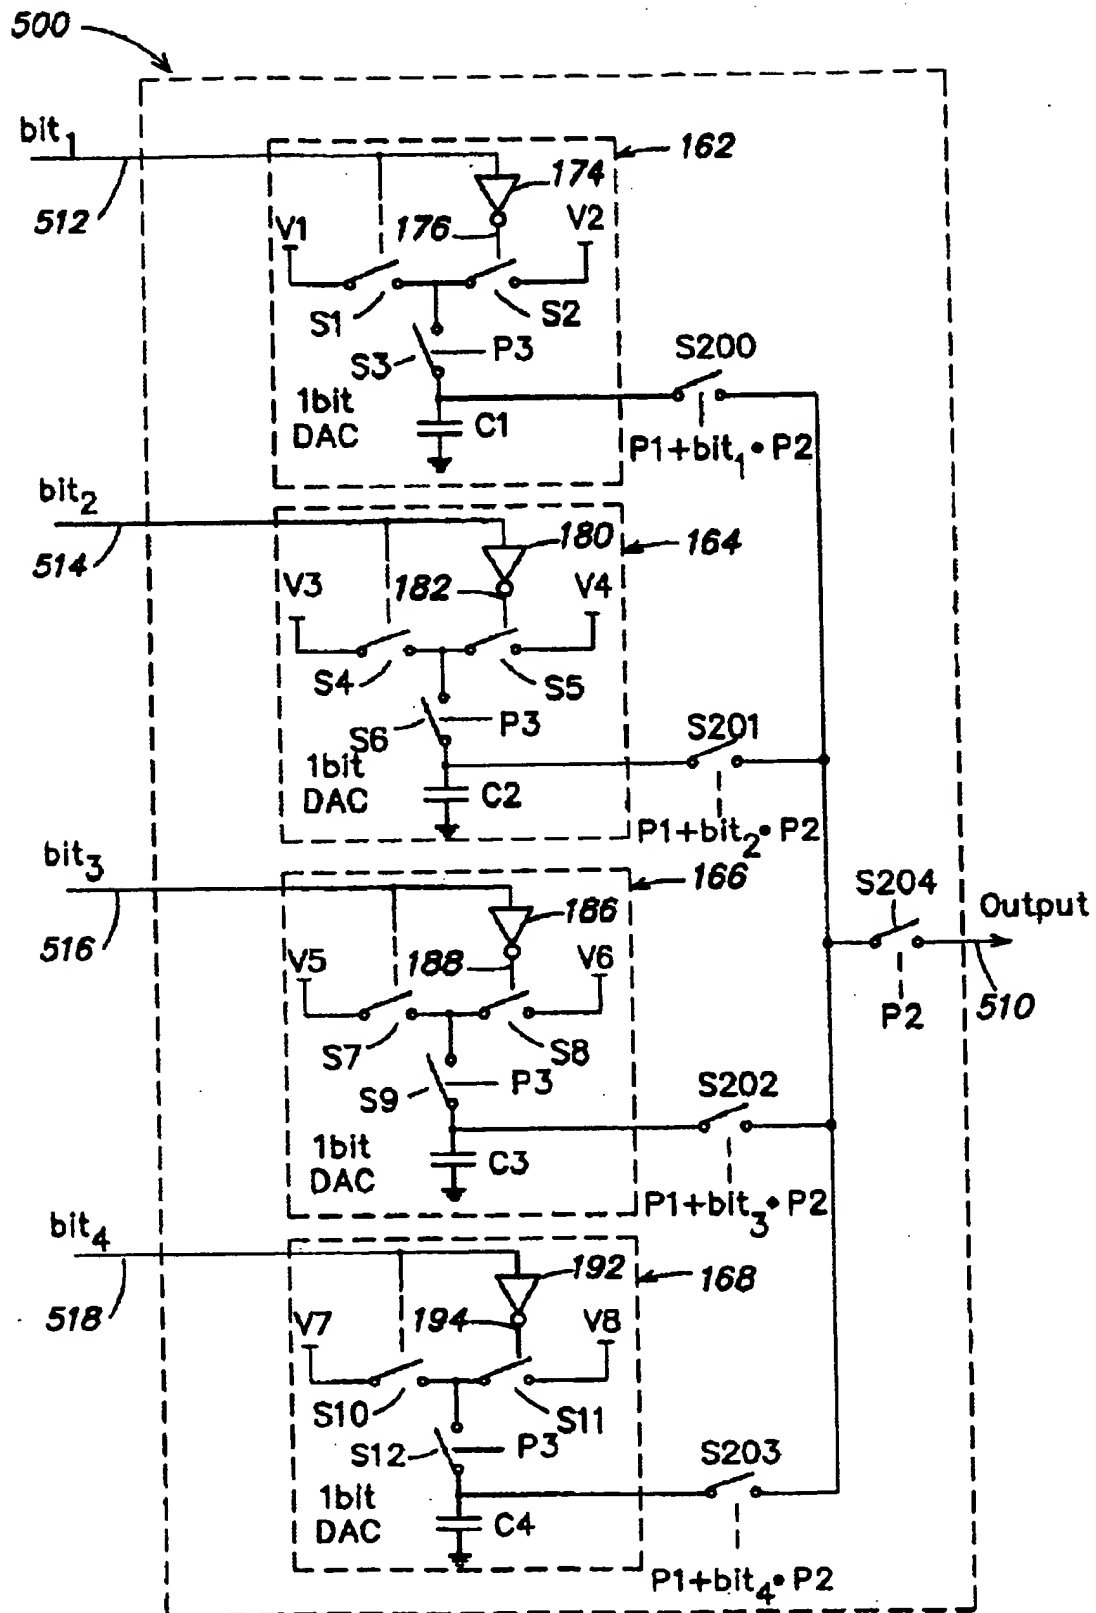 500
bit1
512
162
174
176
V1
V2
S1
S2
S3
P3
1bit
DAC
C1
S200
P1+bit1•P2
bit2
514
164
180
182
V3
V4
S4
S5
S6
P3
1bit
DAC
C2
S201
P1+bit2•P2
bit3
516
166
186
188
V5
V6
S7
S8
S9
P3
1bit
DAC
C3
S202
P1+bit3•P2
S204
Output
P2
510
bit4
518
168
192
194
V7
V8
S10
S11
S12
P3
1bit
DAC
C4
S203
P1+bit4•P2